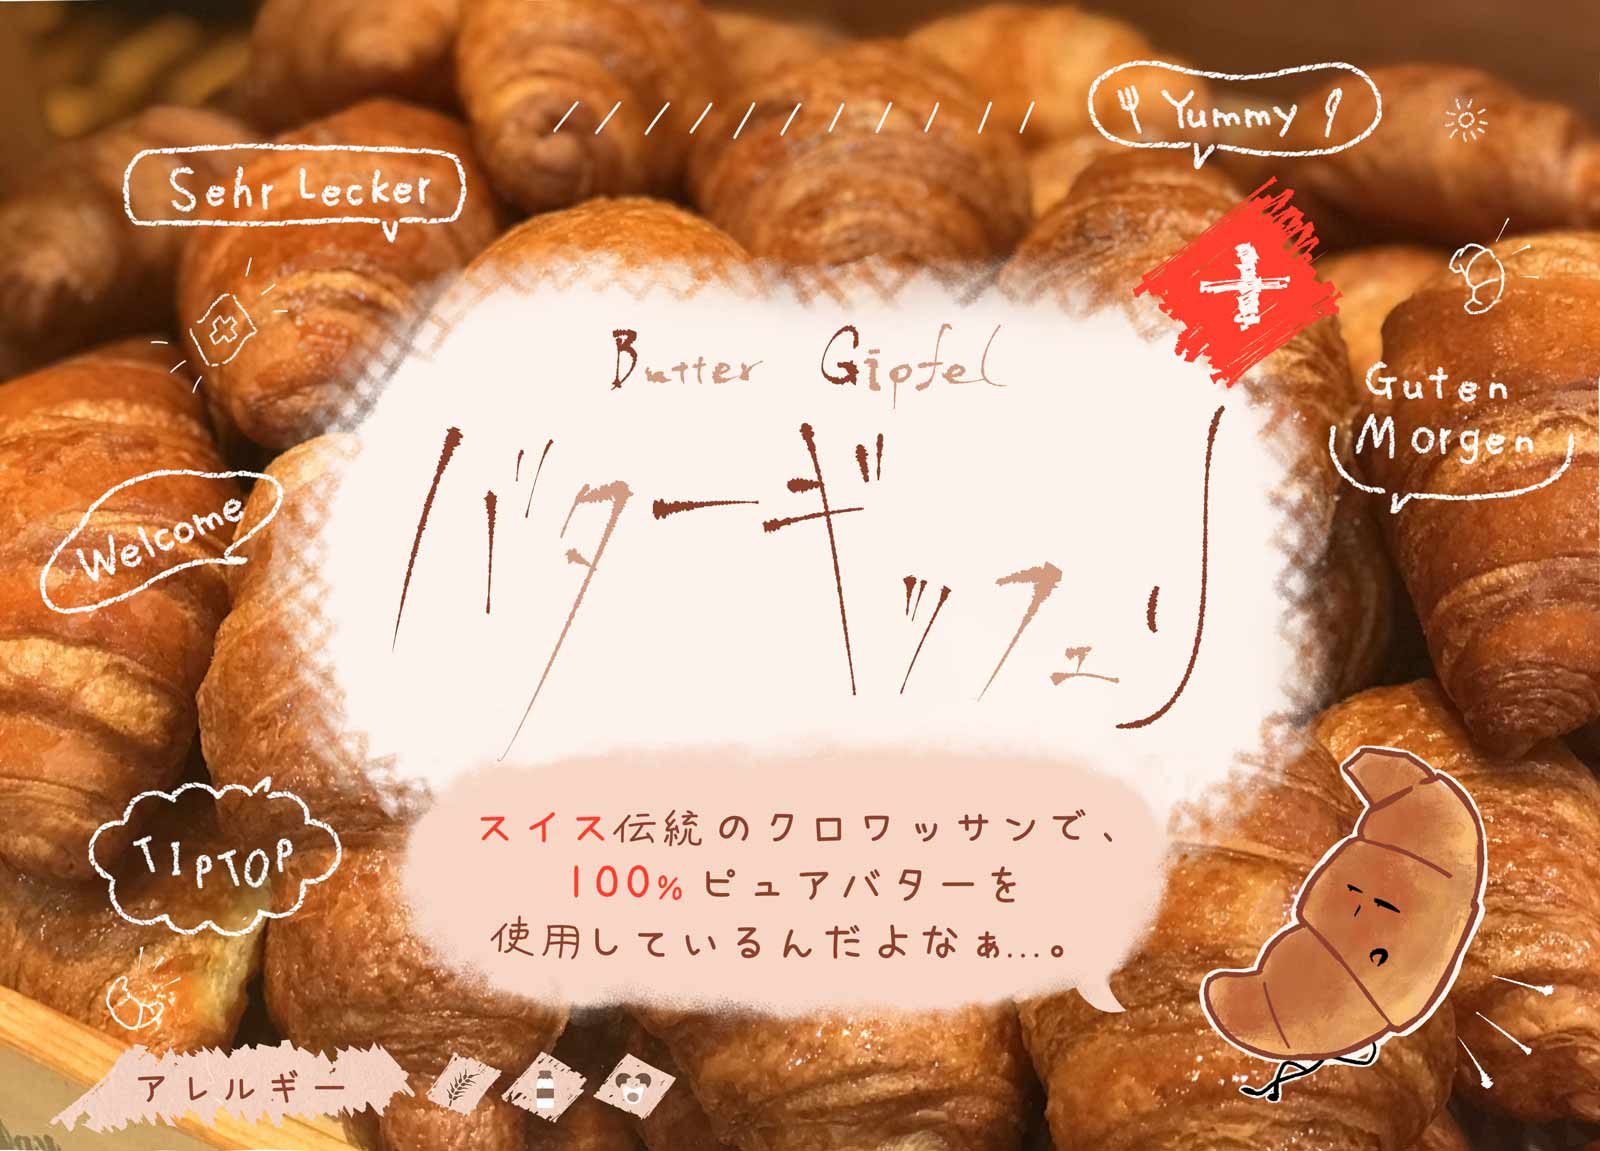 Yummy
Sehr Lecker
Butter Gipfel
バターギッフェリ
Guten
Morgen
Welcome
TIPTOP
スイス伝統のクロワッサンで、
100%ピュアバターを
使用しているんだよなぁ...。
アレルギー